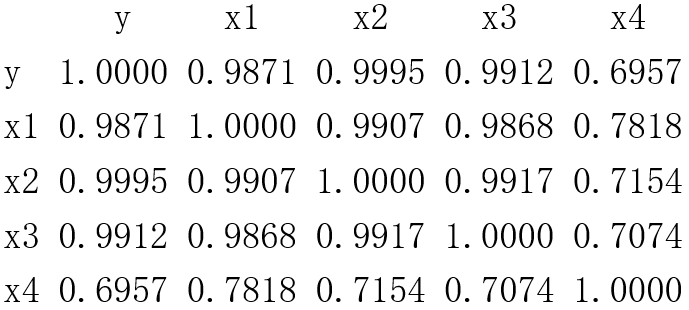 y x1 x2 x3 x4
y 1.0000 0.9871 0.9995 0.9912 0.6957
x1 0.9871 1.0000 0.9907 0.9868 0.7818
x2 0.9995 0.9907 1.0000 0.9917 0.7154
x3 0.9912 0.9868 0.9917 1.0000 0.7074
x4 0.6957 0.7818 0.7154 0.7074 1.0000